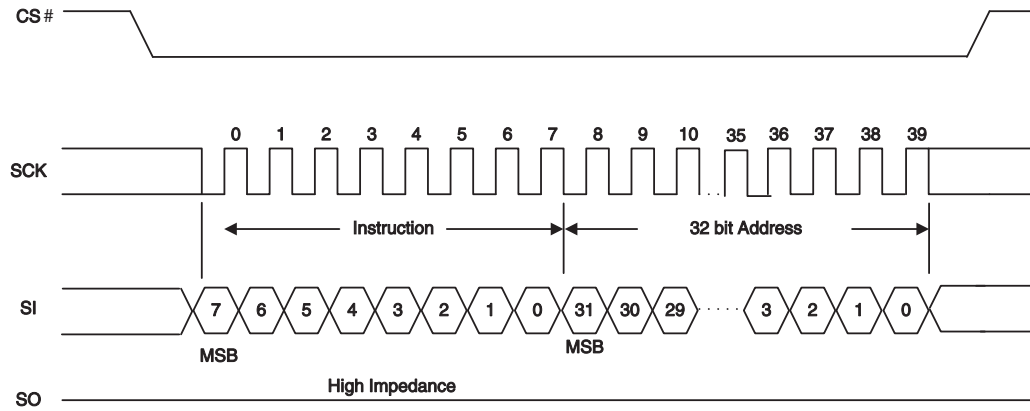 CS #
0 1 2 3 4 5 6 7 8 9 10 35 36 37 38 39
SCK
Instruction 32 bit Address
SI 7 6 5 4 3 2 1 0 31 30 29 3 2 1 0
MSB MSB
High Impedance
SO